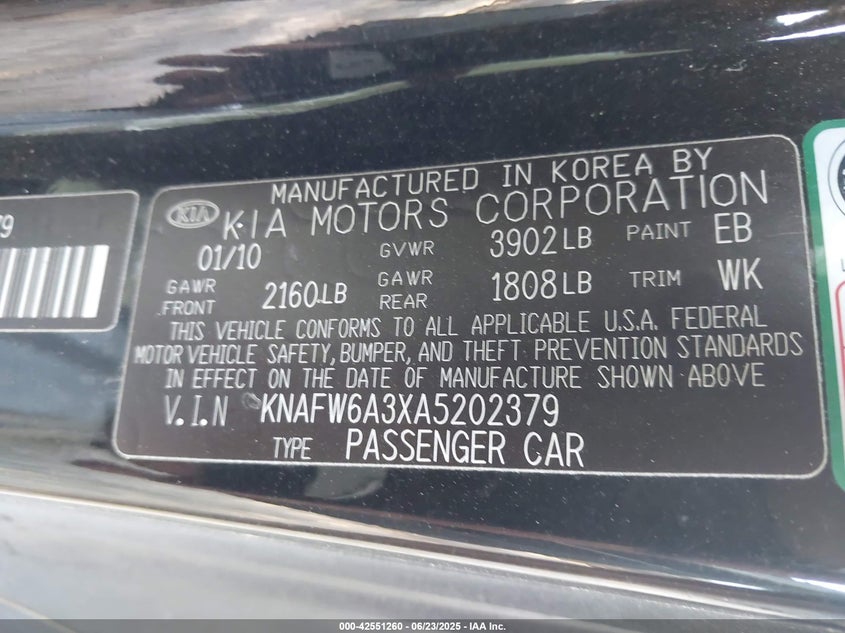 9
MANUFACTURED IN KOREA BY
KIA KIA MOTORS CORPORATION
01/10 GVWR 3902LB PAINT EB
GAWR FRONT 2160LB GAWR REAR 1808LB TRIM WK
THIS VEHICLE CONFORMS TO ALL APPLICABLE U.S.A. FEDERAL
MOTOR VEHICLE SAFETY, BUMPER, AND THEFT PREVENTION STANDARDS
IN EFFECT ON THE DATE OF MANUFACTURE SHOWN ABOVE
V.I.N KNAFW6A3XA5202379
TYPE PASSENGER CAR
000-42551260 - 06/23/2025 - IAA Inc.